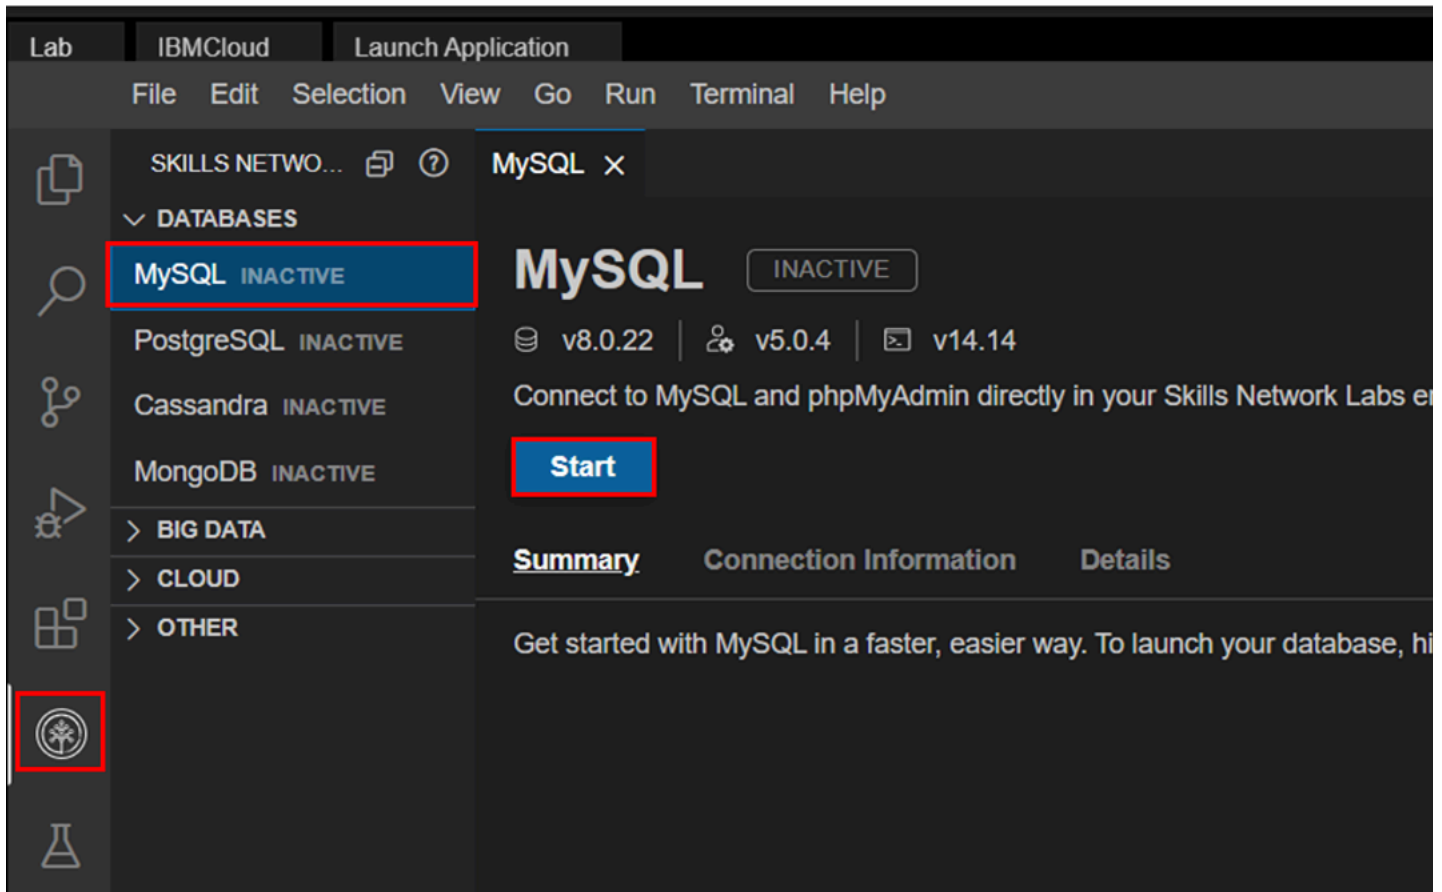 Lab IBMCloud Launch Application
File Edit Selection View Go Run Terminal Help
SKILLS NETWO...
DATABASES
MySQL INACTIVE
PostgreSQL INACTIVE
Cassandra INACTIVE
MongoDB INACTIVE
BIG DATA
CLOUD
OTHER
MySQL
MySQL INACTIVE
v8.0.22 v5.0.4 v14.14
Connect to MySQL and phpMyAdmin directly in your Skills Network Labs
Start
Summary Connection Information Details
Get started with MySQL in a faster, easier way. To launch your database,